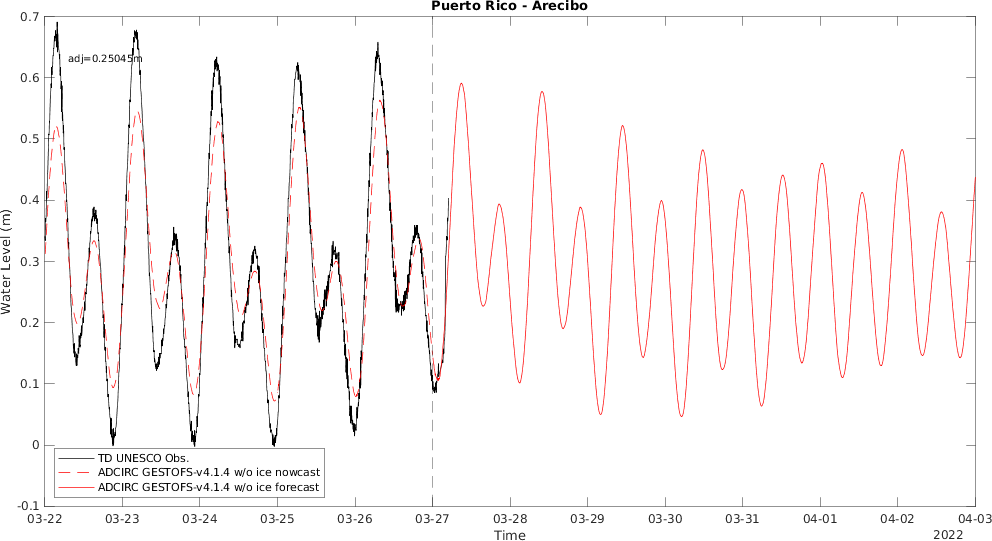 Puerto Rico - Arecibo
0.7
adj=0.25045m
0.6
0.5
0.4
0.3
0.2
0.1
0
-0.1
Water Level (m)
TD UNESCO Obs.
ADCIRC GESTOFS-v4.1.4 w/o ice nowcast
ADCIRC GESTOFS-v4.1.4 w/o ice forecast
03-22 03-23 03-24 03-25 03-26 03-27 03-28 03-29 03-30 03-31 04-01 04-02 04-03
Time
2022